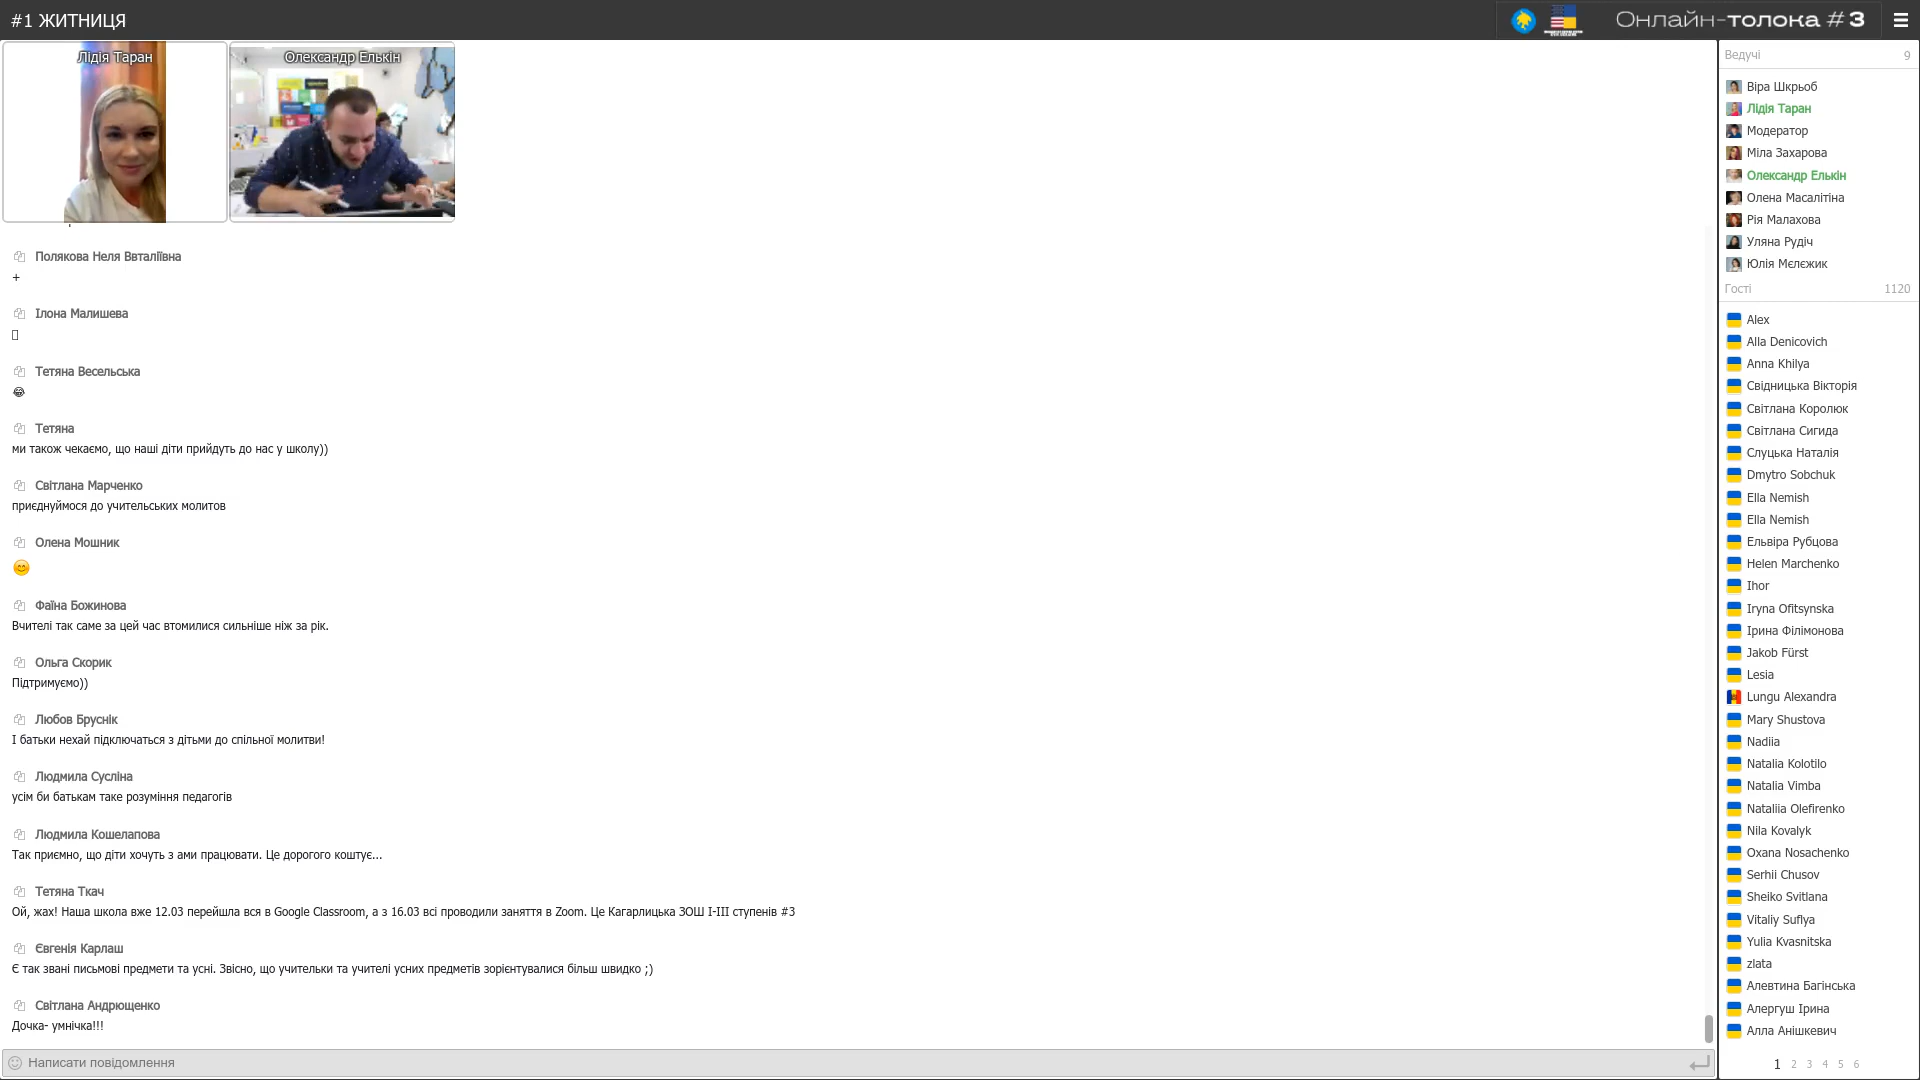 #1 ЖИТНИЦЯ
Онлайн-толока #3
Лідія Таран
Олександр Елькін
Полякова Неля Ввталіївна
+
Ілона Малишева
Тетяна Весельська
😂
Тетяна
ми також чекаємо, що наші діти прийдуть до нас у школу))
Світлана Марченко
приєднуймося до учительських молитов
Олена Мошник
😊
Фаїна Божинова
Вчителі так саме за цей час втомилися сильніше ніж за рік.
Ольга Скорик
Підтримуємо))
Любов Бруснік
І батьки нехай підключаться з дітьми до спільної молитви!
Людмила Сусліна
усім би батькам таке розуміння педагогів
Людмила Кошелапова
Так приємно, що діти хочуть з ами працювати. Це дорогого коштує...
Тетяна Ткач
Ой, жах! Наша школа вже 12.03 перейшла вся в Google Classroom, а з 16.03 всі проводили заняття в Zoom. Це Кагарлицька ЗОШ І-ІІІ ступенів #3
Євгенія Карлаш
Є так звані письмові предмети та усні. Звісно, що учительки та учителі усних предметів зорієнтувалися більш швидко ;)
Світлана Андрющенко
Дочка- умнічка!!!
Написати повідомлення
Ведучі 9
Віра Шкрьоб
Лідія Таран
Модератор
Міла Захарова
Олександр Елькін
Олена Масалітіна
Рія Малахова
Уляна Рудіч
Юлія Мєлєжик
Гості 1120
Alex
Alla Denicovich
Anna Khilya
Свідницька Вікторія
Світлана Королюк
Світлана Сигида
Слуцька Наталія
Dmytro Sobchuk
Ella Nemish
Ella Nemish
Ельвіра Рубцова
Helen Marchenko
Ihor
Iryna Ofitsynska
Ірина Філімонова
Jakob Fürst
Lesia
Lungu Alexandra
Mary Shustova
Nadiia
Natalia Kolotilo
Natalia Vimba
Nataliia Olefirenko
Nila Kovalyk
Oxana Nosachenko
Serhii Chusov
Sheiko Svitlana
Vitaliy Suflya
Yulia Kvasnitska
zlata
Алевтина Багінська
Алергуш Ірина
Алла Анішкевич
1 2 3 4 5 6